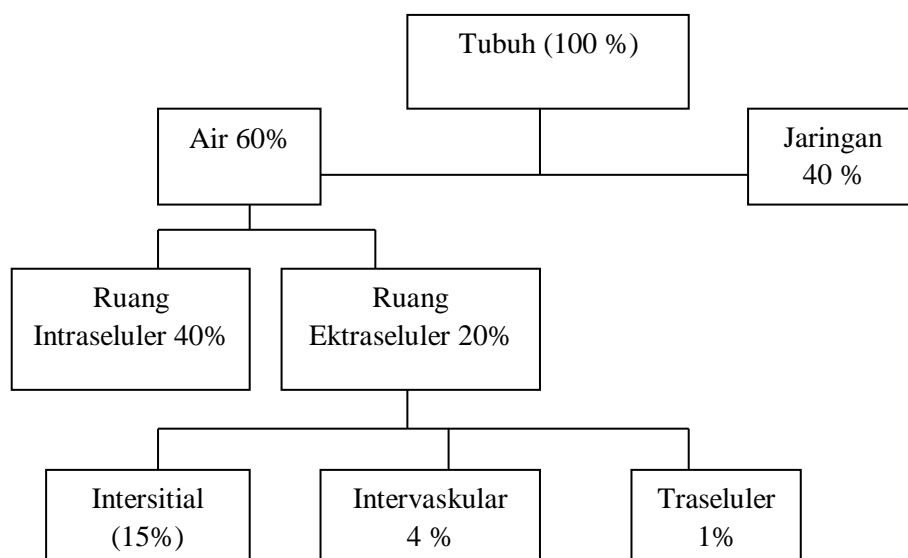 Tubuh (100 %)
Air 60%
Jaringan
40 %
Ruang
Intraseluler 40%
Ruang
Ektraseluler 20%
Intersitial
(15%)
Intervaskular
4 %
Traseluler
1%